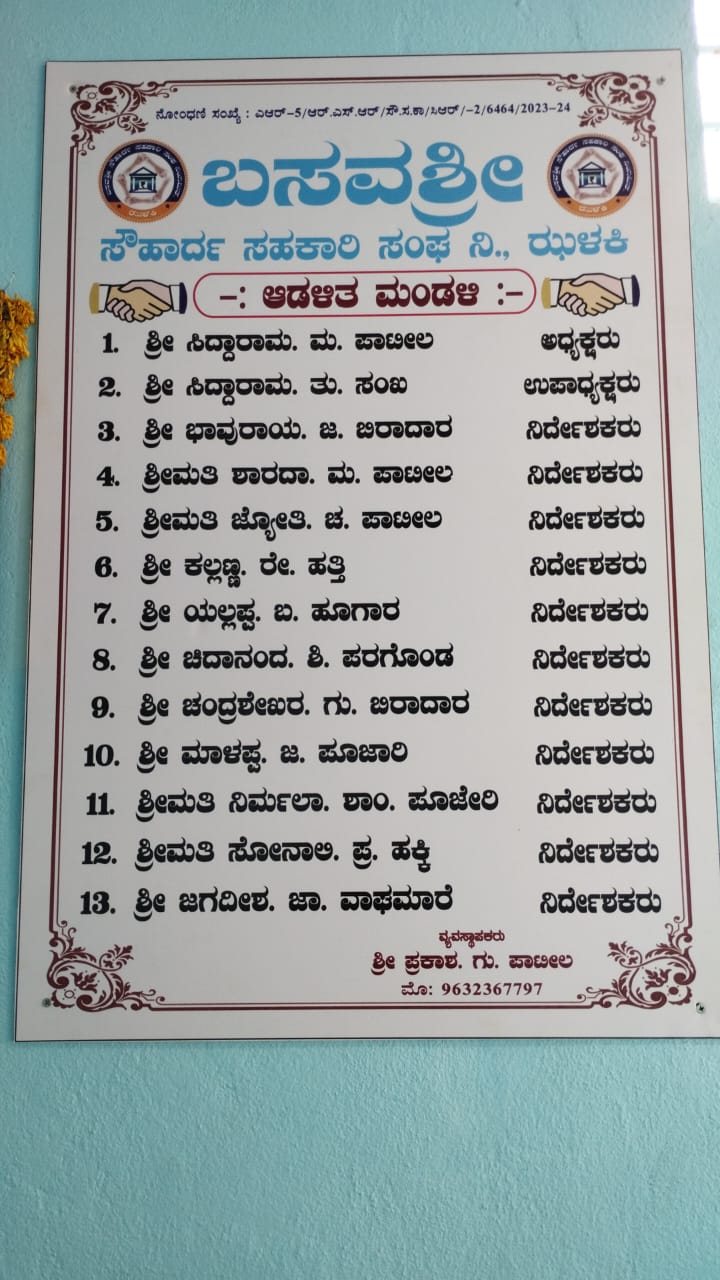 ನೋಂಧಣಿ ಸಂಖ್ಯೆ : ಎಆರ್-5/ಆರ್.ಎಸ್.ಆರ್/ಸೌ.ಸ.ಕಾ/ಸಿಆರ್/-2/6464/2023-24
ಬಸವಶ್ರೀ
ಸೌಹಾರ್ದ ಸಹಕಾರಿ ಸಂಘ ನಿ., ಝಳಕಿ
-: ಆಡಳಿತ ಮಂಡಳಿ :-
1. ಶ್ರೀ ಸಿದ್ದಾರಾಮ. ಮ. ಪಾಟೀಲ ಅಧ್ಯಕ್ಷರು
2. ಶ್ರೀ ಸಿದ್ದಾರಾಮ. ತು. ಸಂಖ ಉಪಾಧ್ಯಕ್ಷರು
3. ಶ್ರೀ ಭಾವುರಾಯ. ಜ. ಬಿರಾದಾರ ನಿರ್ದೇಶಕರು
4. ಶ್ರೀಮತಿ ಶಾರದಾ. ಮ. ಪಾಟೀಲ ನಿರ್ದೇಶಕರು
5. ಶ್ರೀಮತಿ ಜ್ಯೋತಿ. ಚ. ಪಾಟೀಲ ನಿರ್ದೇಶಕರು
6. ಶ್ರೀ ಕಲ್ಲಣ್ಣ. ರೇ. ಹತ್ತಿ ನಿರ್ದೇಶಕರು
7. ಶ್ರೀ ಯಲ್ಲಪ್ಪ. ಬ. ಹೂಗಾರ ನಿರ್ದೇಶಕರು
8. ಶ್ರೀ ಚಿದಾನಂದ. ಶಿ. ಪರಗೊಂಡ ನಿರ್ದೇಶಕರು
9. ಶ್ರೀ ಚಂದ್ರಶೇಖರ. ಗು. ಬಿರಾದಾರ ನಿರ್ದೇಶಕರು
10. ಶ್ರೀ ಮಾಳಪ್ಪ. ಜ. ಪೂಜಾರಿ ನಿರ್ದೇಶಕರು
11. ಶ್ರೀಮತಿ ನಿರ್ಮಲಾ. ಶಾಂ. ಪೂಜೇರಿ ನಿರ್ದೇಶಕರು
12. ಶ್ರೀಮತಿ ಸೋನಾಲಿ. ಪ್ರ. ಹಕ್ಕಿ ನಿರ್ದೇಶಕರು
13. ಶ್ರೀ ಜಗದೀಶ. ಜಾ. ವಾಘಮಾರೆ ನಿರ್ದೇಶಕರು
ವ್ಯವಸ್ಥಾಪಕರು
ಶ್ರೀ ಪ್ರಕಾಶ. ಗು. ಪಾಟೀಲ
ಮೊ: 9632367797